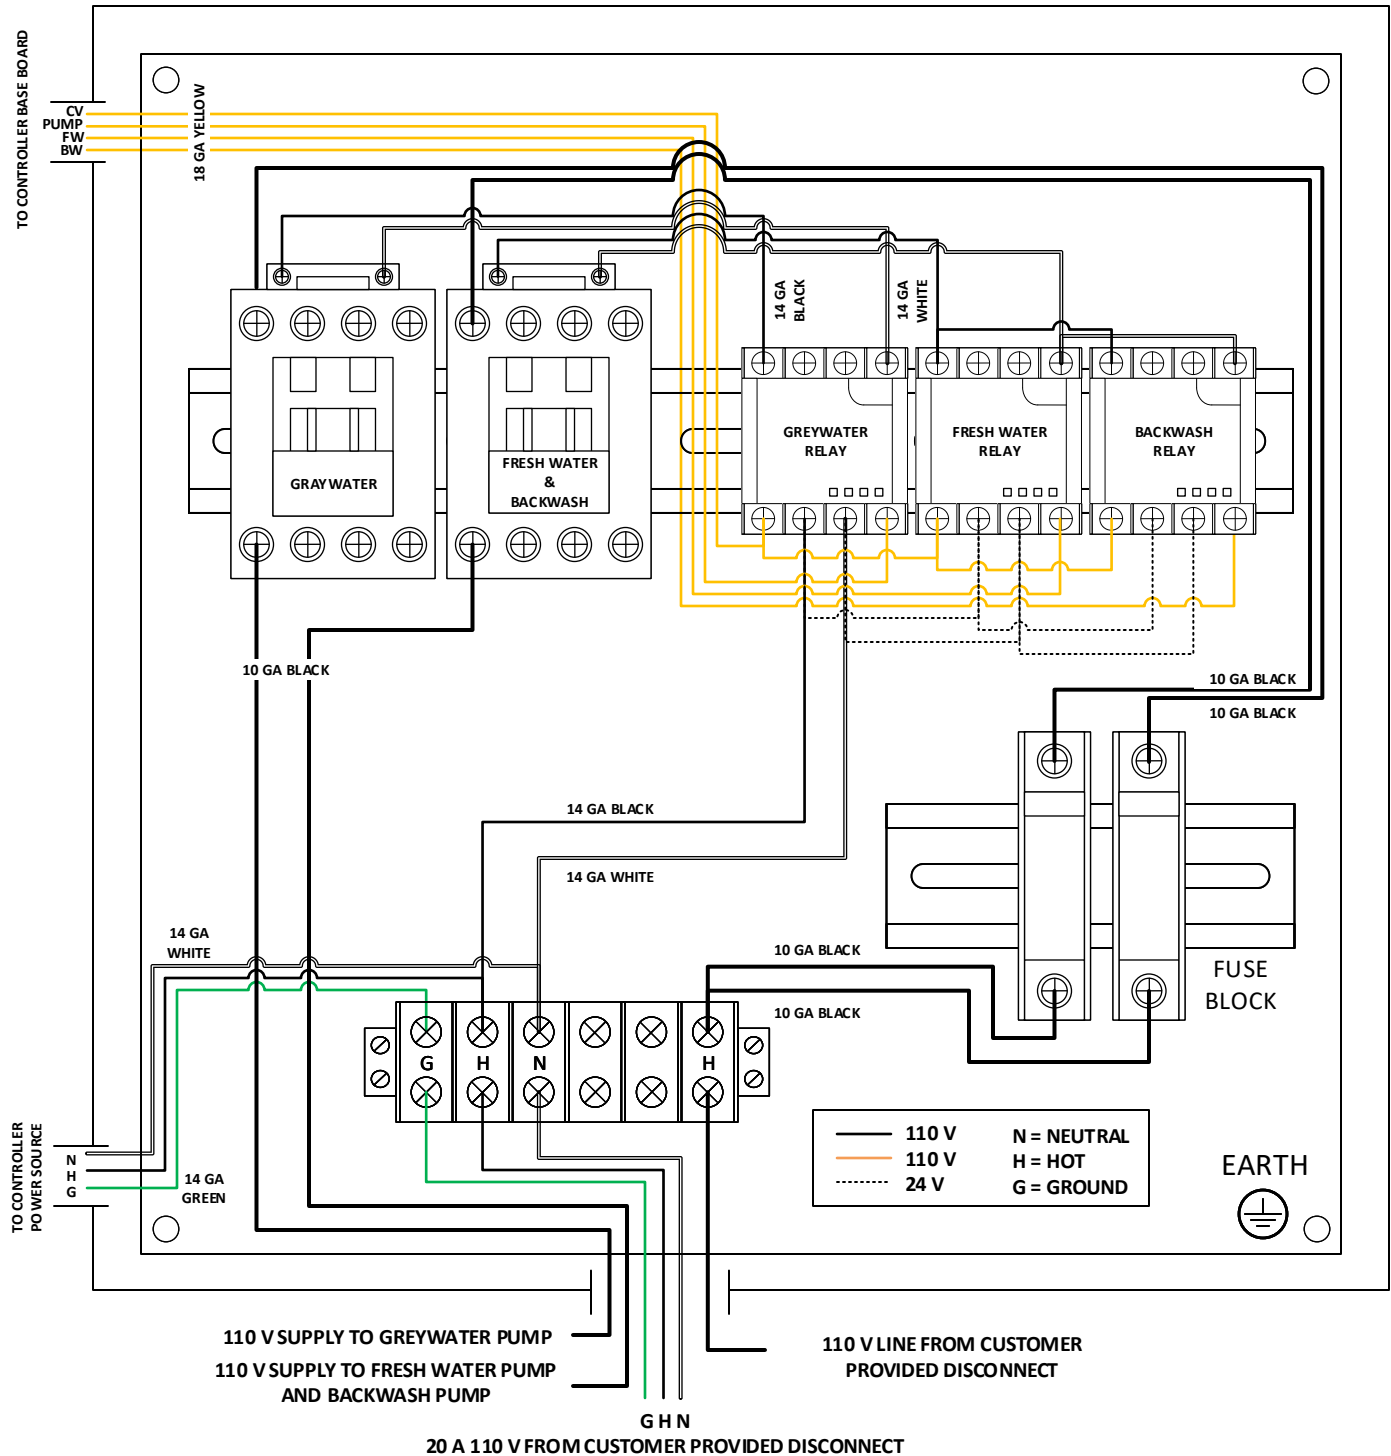 TO CONTROLLER BASE BOARD
CV
PUMP
FW
BW
18 GA YELLOW
14 GA
BLACK
14 GA
WHITE
GRAYWATER
FRESH WATER
&
BACKWASH
GREYWATER
RELAY
FRESH WATER
RELAY
BACKWASH
RELAY
10 GA BLACK
10 GA BLACK
10 GA BLACK
14 GA BLACK
14 GA WHITE
14 GA
WHITE
10 GA BLACK
10 GA BLACK
FUSE
BLOCK
G
H
N
H
TO CONTROLLER
POWER SOURCE
N
H
G
14 GA
GREEN
110 V
110 V
24 V
N = NEUTRAL
H = HOT
G = GROUND
EARTH
110 V SUPPLY TO GREYWATER PUMP
110 V SUPPLY TO FRESH WATER PUMP
AND BACKWASH PUMP
110 V LINE FROM CUSTOMER
PROVIDED DISCONNECT
G H N
20 A 110 V FROM CUSTOMER PROVIDED DISCONNECT